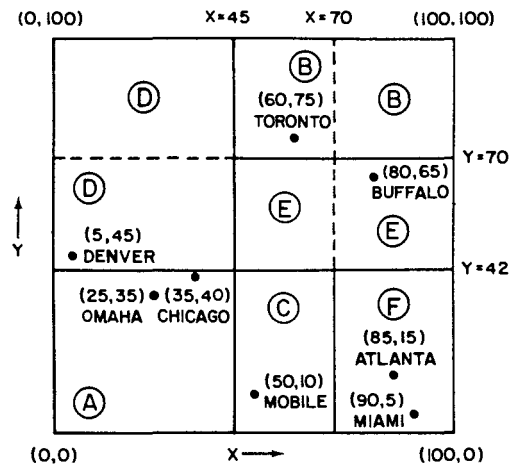 (0,100) X=45 X=70 (100,100)
D B B
(60,75)
TORONTO
Y=70
D (80,65)
BUFFALO
E E
Y
(5,45)
DENVER
Y=42
(25,35) (35,40) C F
OMAHA CHICAGO (85,15)
ATLANTA
(50,10) (90,5)
A MOBILE MIAMI
(0,0) X (100,0)